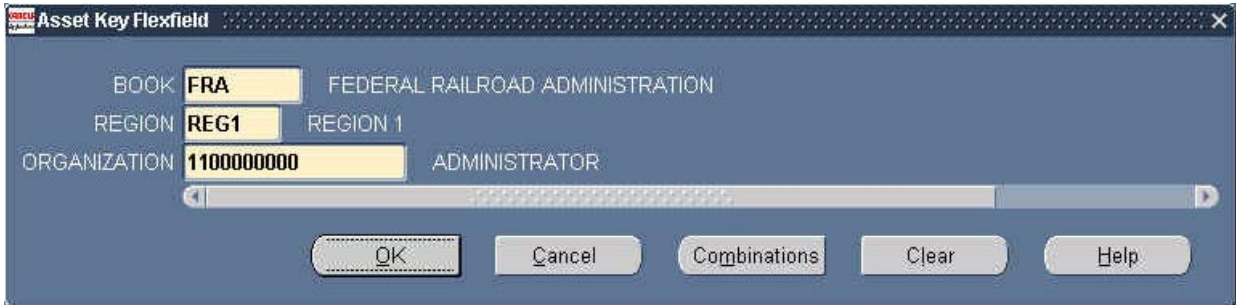 ORACLE Asset Key Flexfield
BOOK FRA FEDERAL RAILROAD ADMINISTRATION
REGION REG1 REGION 1
ORGANIZATION 1100000000 ADMINISTRATOR
OK Cancel Combinations Clear Help